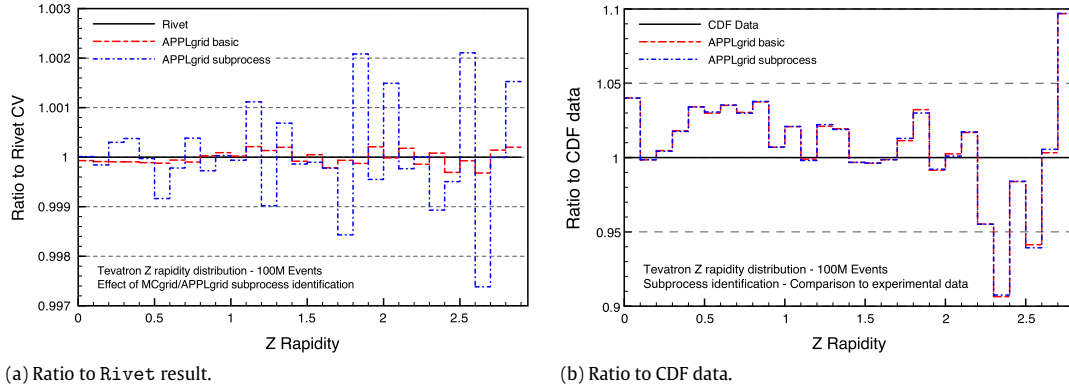 1.003
1.002
1.001
1
0.999
0.998
0.997
Ratio to Rivet CV
Rivet
APPLgrid basic
APPLgrid subprocess
Tevatron Z rapidity distribution - 100M Events
Effect of MCgrid/APPLgrid subprocess identification
0 0.5 1 1.5 2 2.5
Z Rapidity
(a) Ratio to Rivet result.
1.1
1.05
1
0.95
0.9
Ratio to CDF data
CDF Data
APPLgrid basic
APPLgrid subprocess
Tevatron Z rapidity distribution - 100M Events
Subprocess identification - Comparison to experimental data
0 0.5 1 1.5 2 2.5
Z Rapidity
(b) Ratio to CDF data.